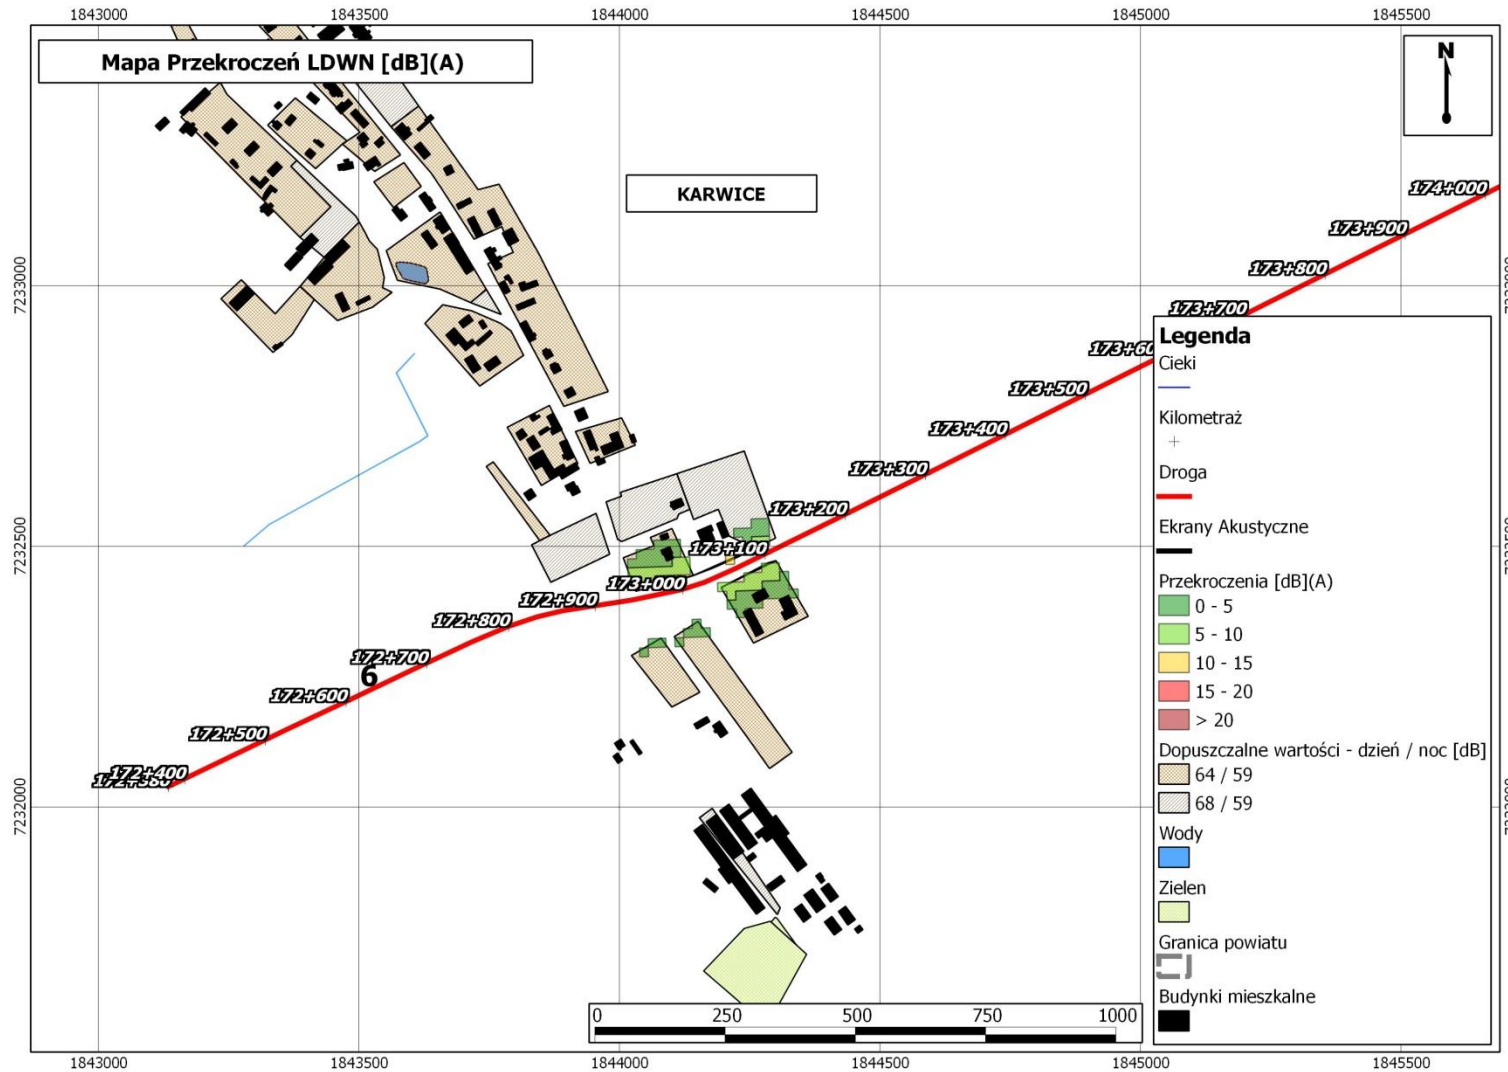 1843000 1843500 1844000 1844500 1845000 1845500
Mapa Przekroczeń LDWN [dB](A)
N
KARWICE
174+000
173+900
173+800
173+700
173+500
173+400
173+300
173+200
173+100
173+000
172+900
172+800
172+700
6
172+600
172+500
172+400
7233000
7232500
7232000
Legenda
Cieki
Kilometraż
Droga
Ekrany Akustyczne
Przekroczenia [dB](A)
0 - 5
5 - 10
10 - 15
15 - 20
> 20
Dopuszczalne wartości - dzień / noc [dB]
64 / 59
68 / 59
Wody
Zielen
Granica powiatu
Budynki mieszkalne
0 250 500 750 1000
1843000 1843500 1844000 1844500 1845000 1845500